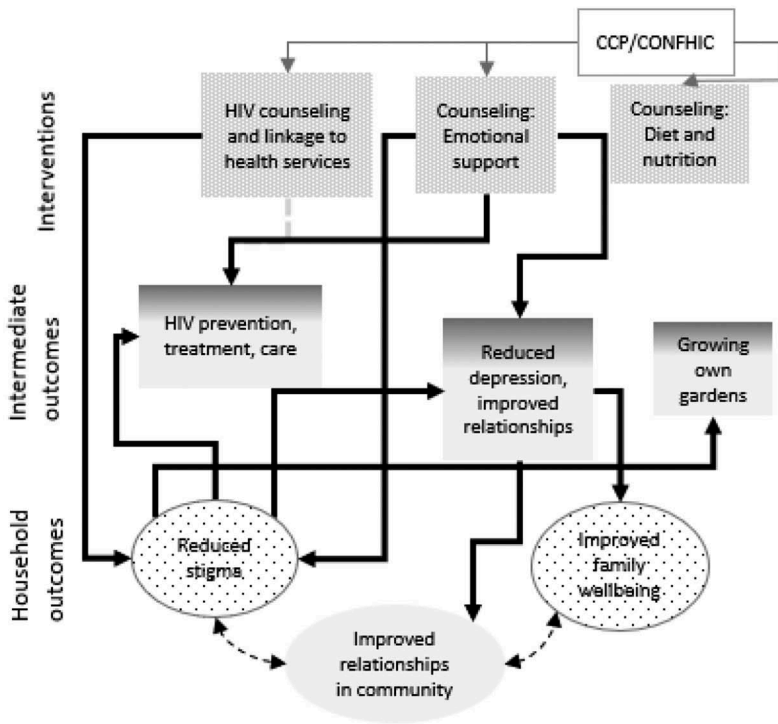 CCP/CONFHIC
Interventions
HIV counseling
and linkage to
health services
Counseling:
Emotional
support
Counseling:
Diet and
nutrition
Intermediate
outcomes
HIV prevention,
treatment, care
Reduced
depression,
improved
relationships
Growing
own
gardens
Household
outcomes
Reduced
stigma
Improved
family
wellbeing
Improved
relationships
in community